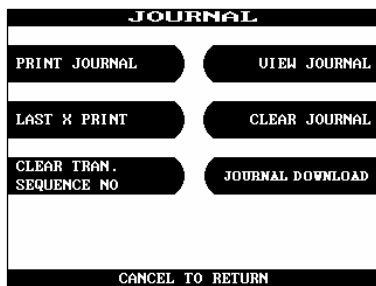 JOURNAL
PRINT JOURNAL
VIEW JOURNAL
LAST X PRINT
CLEAR JOURNAL
CLEAR TRAN.
SEQUENCE NO
JOURNAL DOWNLOAD
CANCEL TO RETURN